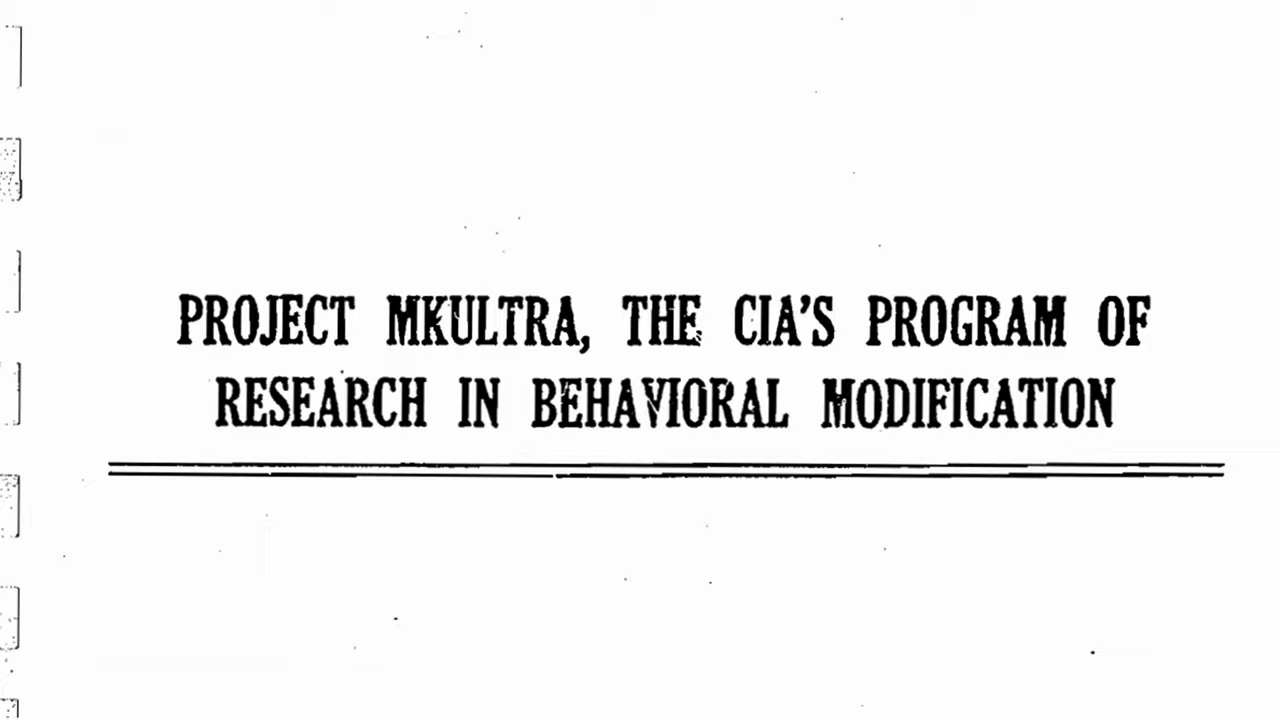 PROJECT MKULTRA, THE CIA'S PROGRAM OF
RESEARCH IN BEHAVIORAL MODIFICATION